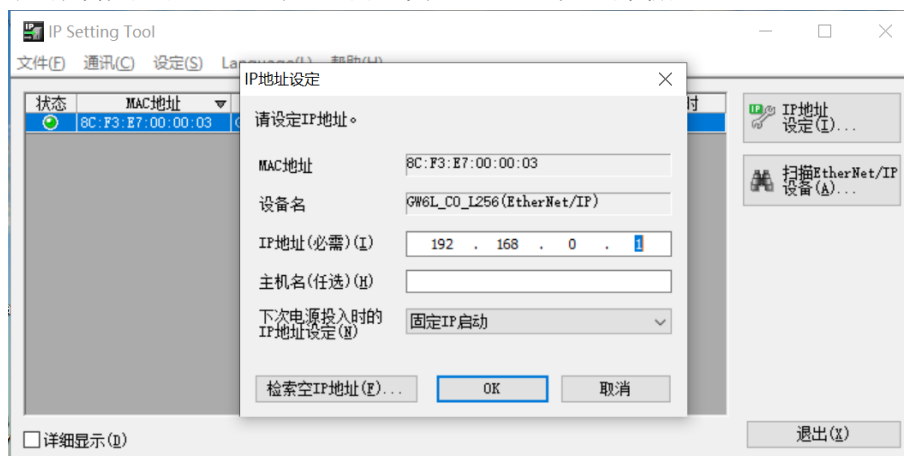 IP Setting Tool
文件(F) 通讯(C) 设定(S)
IP地址设定
状态 MAC地址 时
8C:F3:E7:00:00:03
请设定IP地址。
MAC地址 8C:F3:E7:00:00:03
设备名 GW6L_CO_L256(EtherNet/IP)
IP地址(必需)(I) 192 . 168 . 0 . 1
主机名(任选)(H)
下次电源投入时的
IP地址设定(N) 固定IP启动
检索空IP地址(F)... OK 取消
IP地址
设定(I)...
扫描EtherNet/IP
设备(A)...
详细显示(D)
退出(X)